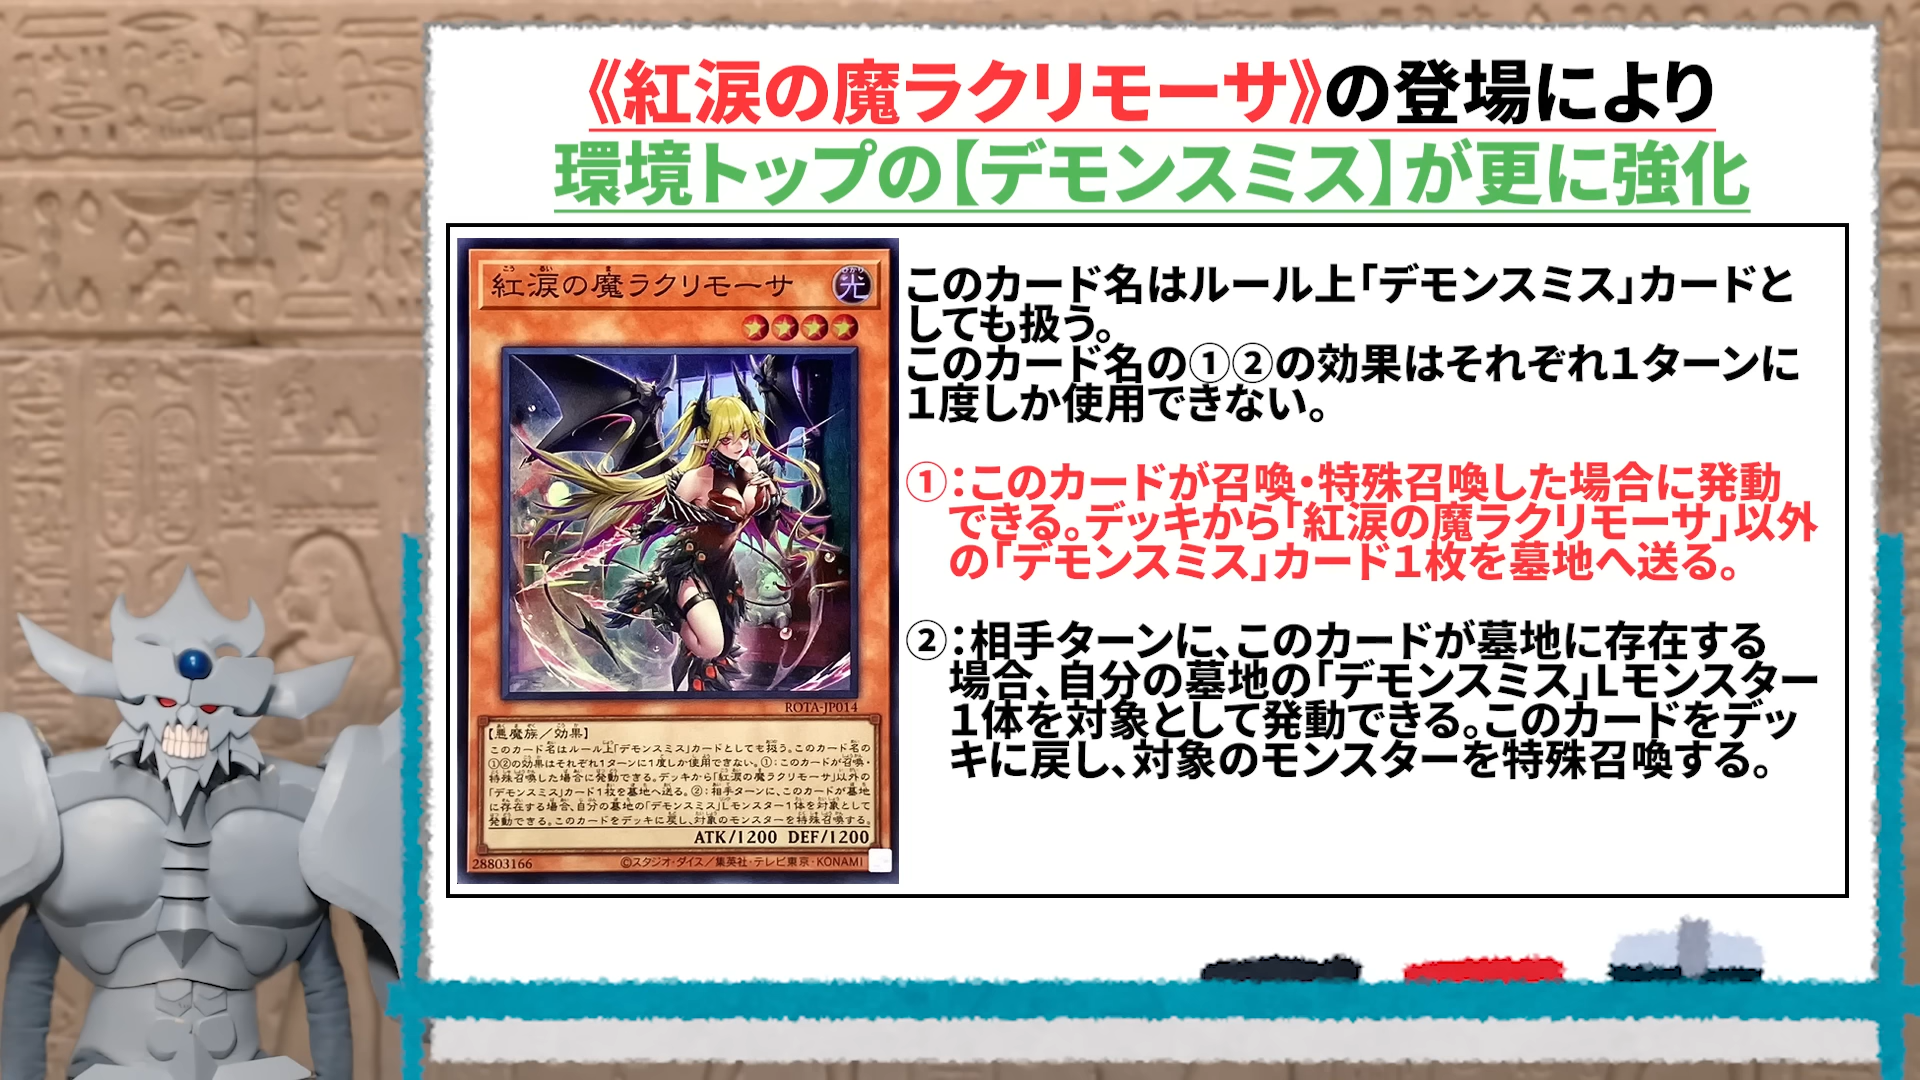 《紅涙の魔ラクリモーサ》の登場により
環境トップの【デモンスミス】が更に強化
紅涙の魔ラクリモーサ
光
ROTA-JP014
【悪魔族／効果】
このカード名はルール上「デモンスミス」カードとしても扱う。このカード名の
①②の効果はそれぞれ1ターンに1度しか使用できない。①：このカードが召喚・
特殊召喚した場合に発動できる。デッキから「紅涙の魔ラクリモーサ」以外の
「デモンスミス」カード1枚を墓地へ送る。②：相手ターンに、このカードが墓地
に存在する場合、自分の墓地の「デモンスミス」Lモンスター1体を対象として
発動できる。このカードをデッキに戻し、対象のモンスターを特殊召喚する。
ATK/1200 DEF/1200
28803166
©スタジオ・ダイス／集英社・テレビ東京・KONAMI
このカード名はルール上「デモンスミス」カードと
しても扱う。
このカード名の①②の効果はそれぞれ１ターンに
１度しか使用できない。
①：このカードが召喚・特殊召喚した場合に発動
できる。デッキから「紅涙の魔ラクリモーサ」以外
の「デモンスミス」カード１枚を墓地へ送る。
②：相手ターンに、このカードが墓地に存在する
場合、自分の墓地の「デモンスミス」Lモンスター
１体を対象として発動できる。このカードをデッ
キに戻し、対象のモンスターを特殊召喚する。